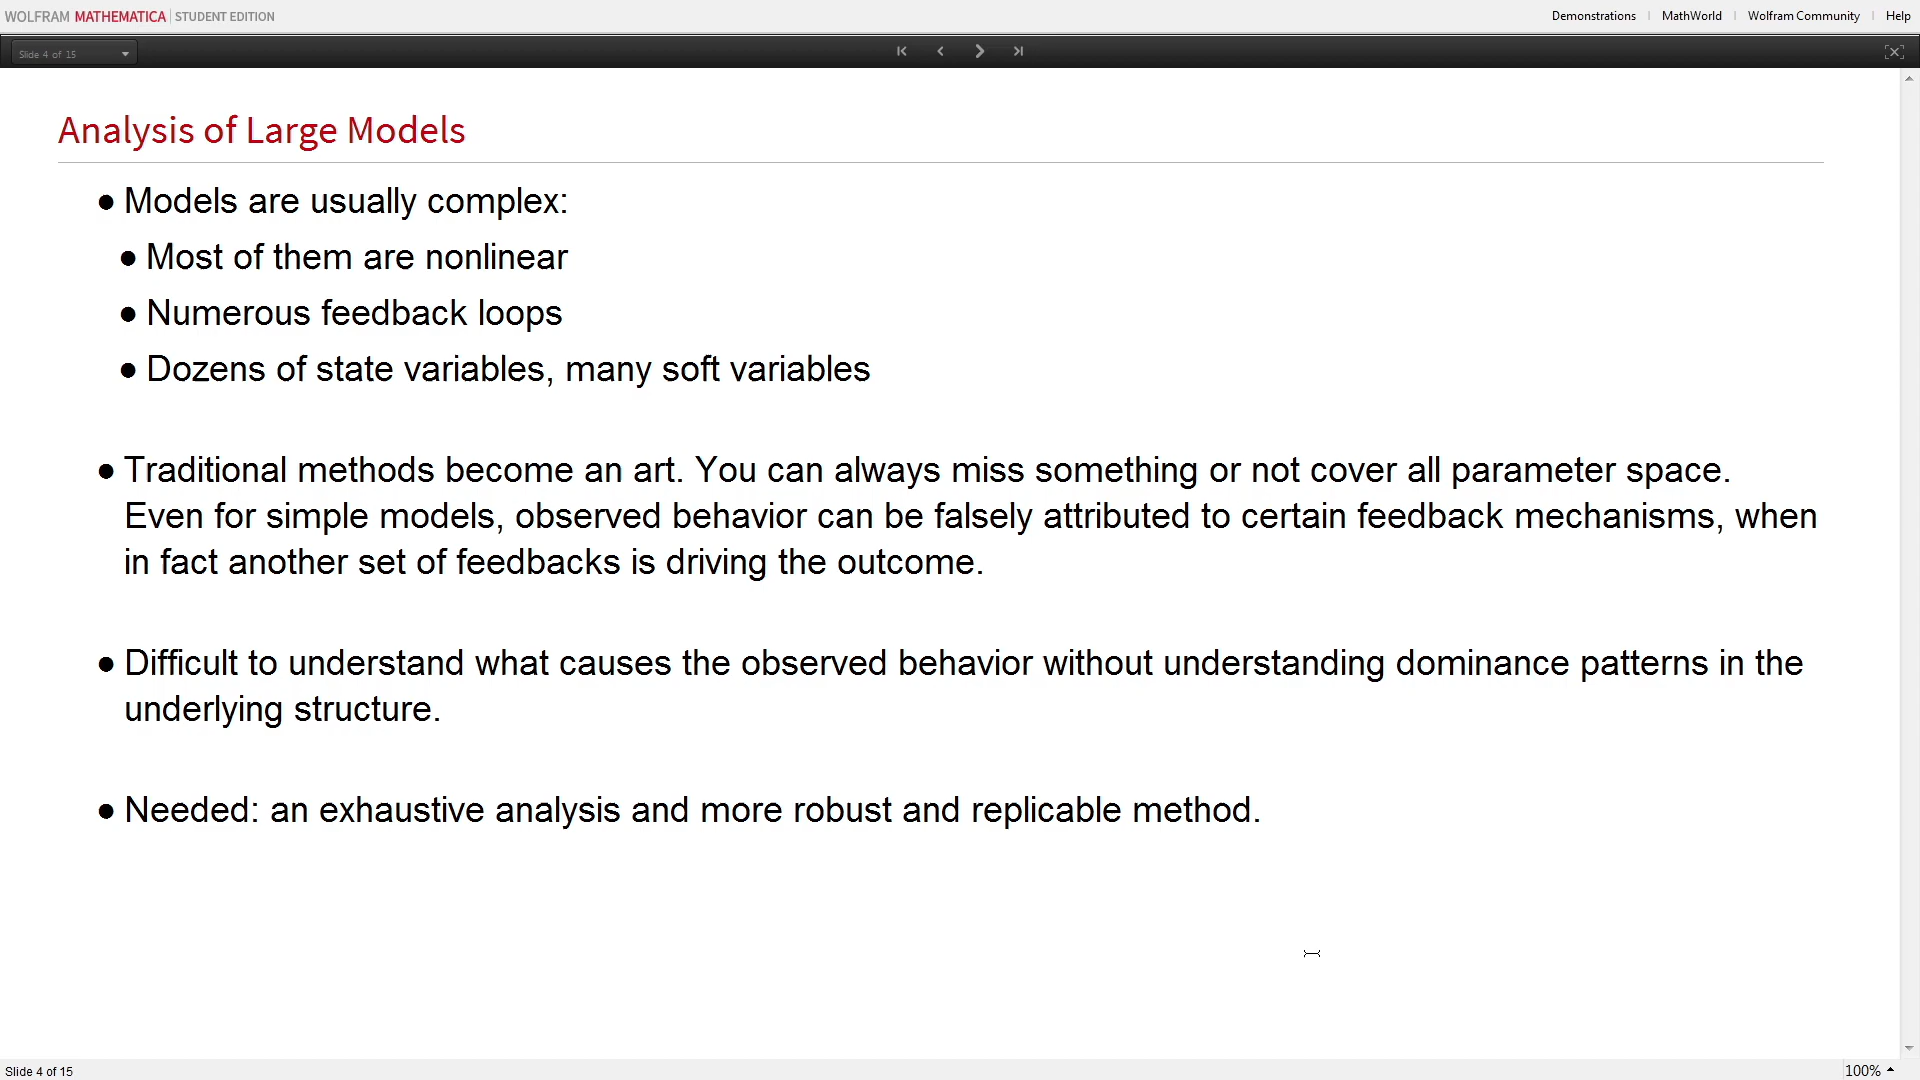 WOLFRAM MATHEMATICA | STUDENT EDITION
Demonstrations | MathWorld | Wolfram Community | Help
Slide 4 of 15
Analysis of Large Models
● Models are usually complex:
● Most of them are nonlinear
● Numerous feedback loops
● Dozens of state variables, many soft variables
● Traditional methods become an art. You can always miss something or not cover all parameter space.
Even for simple models, observed behavior can be falsely attributed to certain feedback mechanisms, when
in fact another set of feedbacks is driving the outcome.
● Difficult to understand what causes the observed behavior without understanding dominance patterns in the
underlying structure.
● Needed: an exhaustive analysis and more robust and replicable method.
Slide 4 of 15
100%